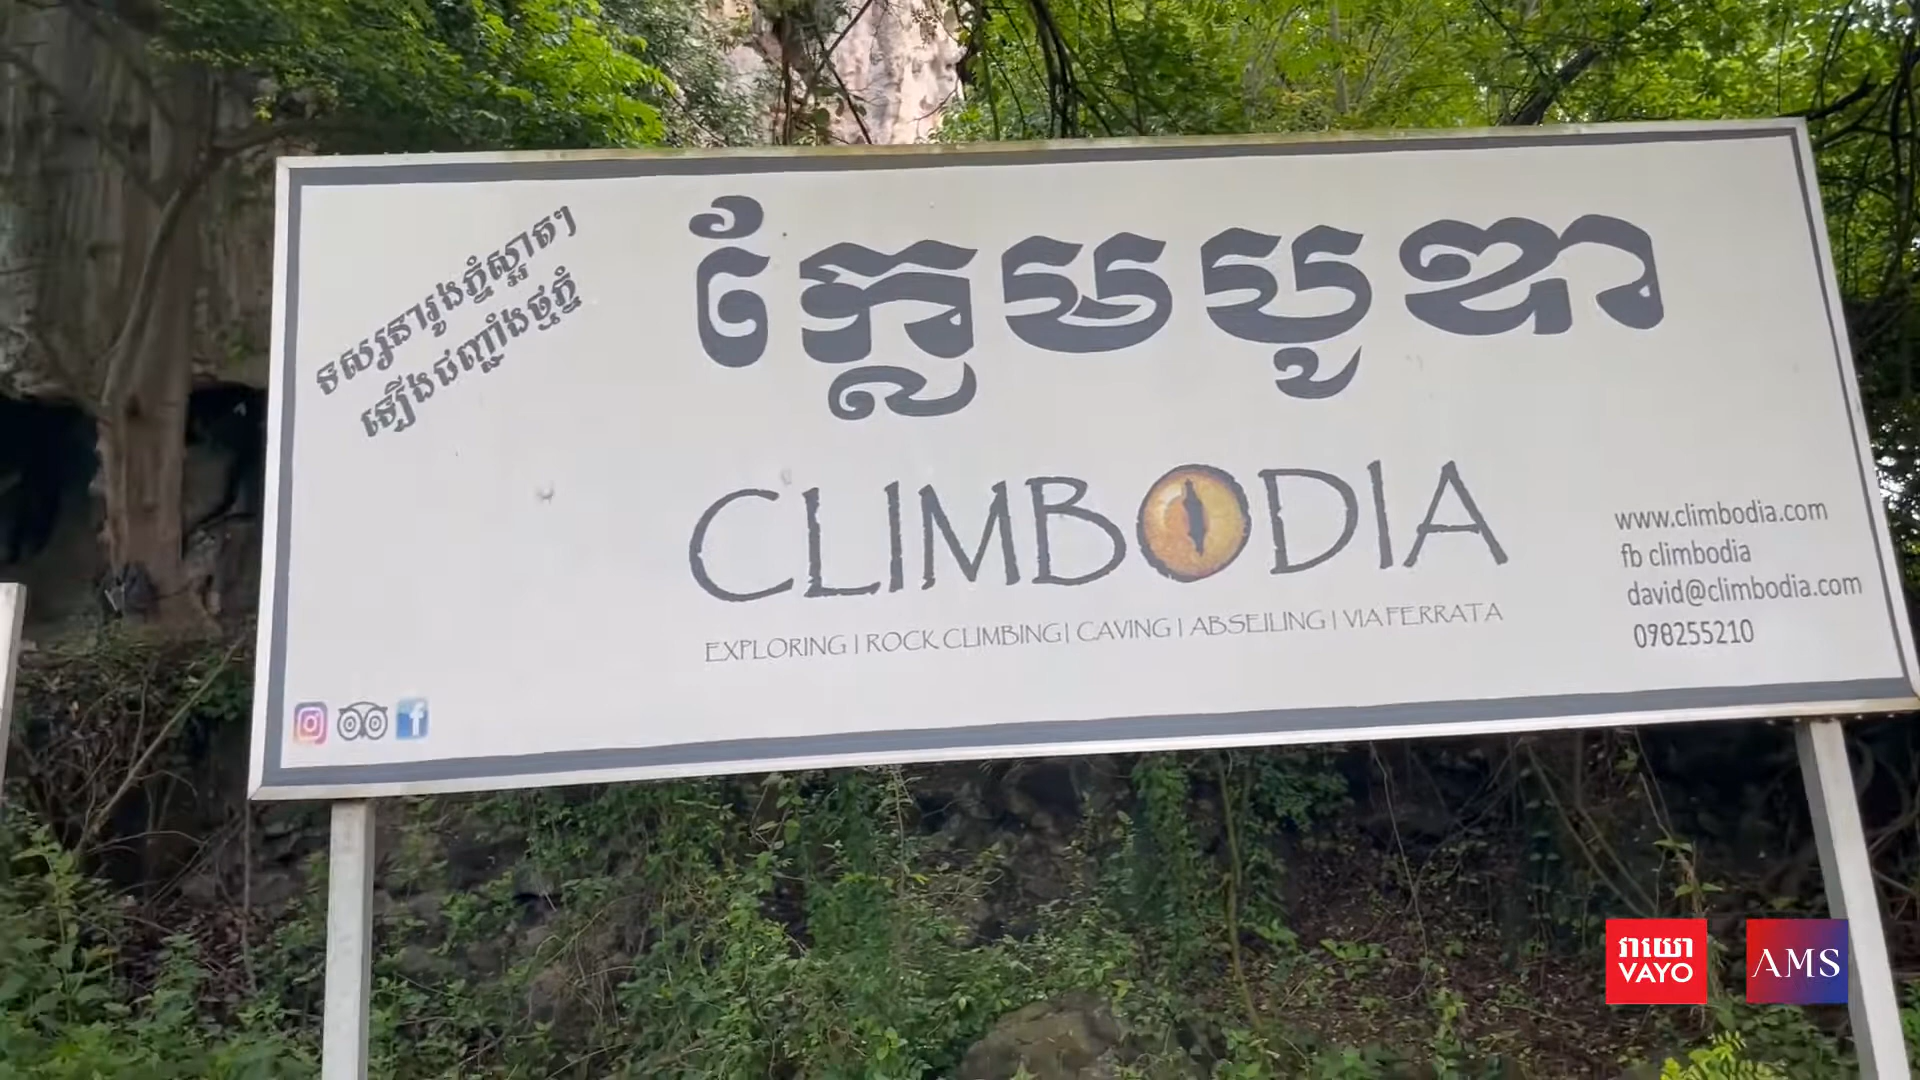 ទស្សនារូងភ្នំស្អាតៗ
ឡើងជញ្ជាំងថ្មភ្នំ
ក្លែមបូឌា
CLIMBODIA
EXPLORING | ROCK CLIMBING | CAVING | ABSEILING | VIA FERRATA
www.climbodia.com
fb climbodia
david@climbodia.com
098255210
វាយោ
VAYO
AMS